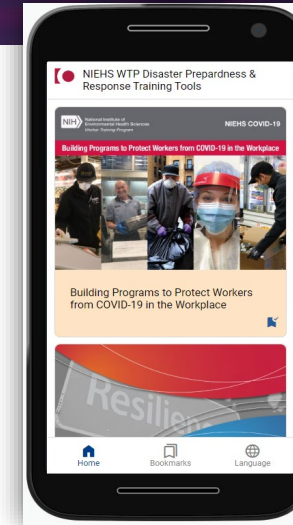 NIEHS WTP Disaster Prepardness &
Response Training Tools
NIH
National Institute of
Environmental Health Sciences
Worker Training Program
NIEHS COVID-19
Building Programs to Protect Workers from COVID-19 in the Workplace
Building Programs to Protect Workers
from COVID-19 in the Workplace
Resilien
Home
Bookmarks
Language